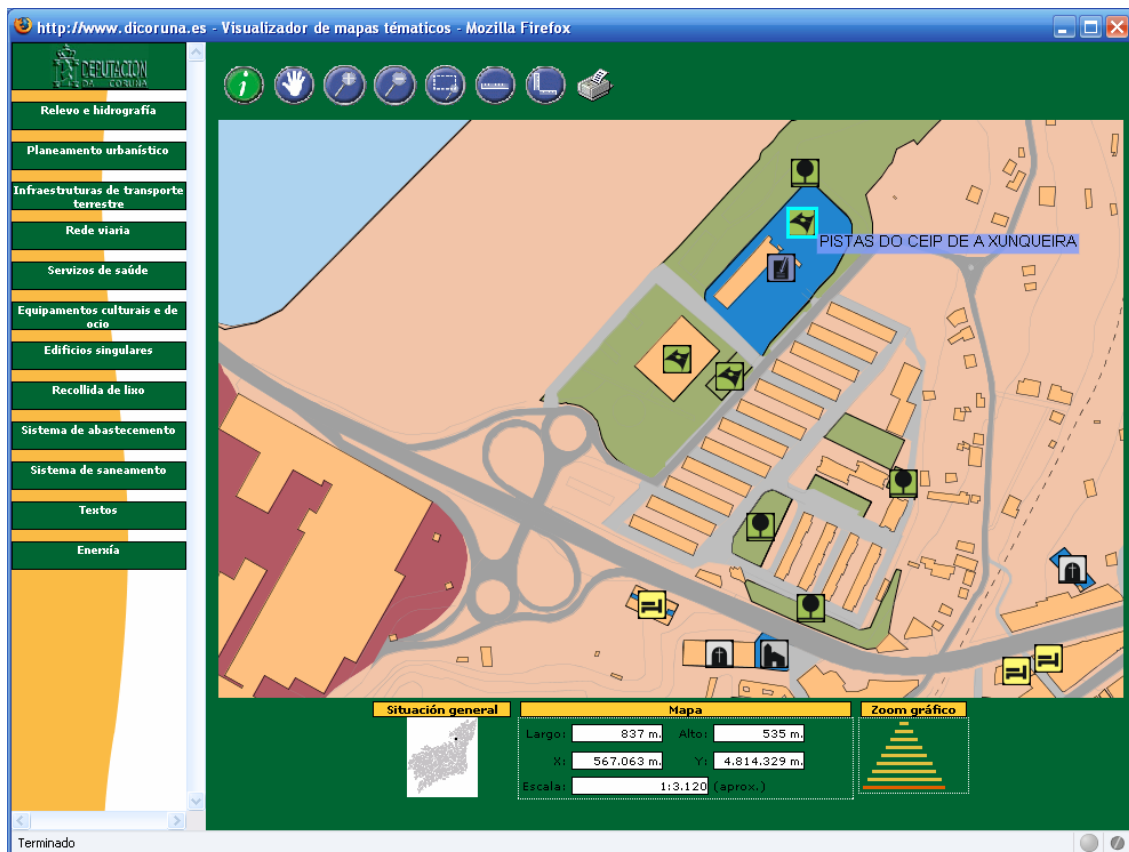 http://www.dicoruna.es - Visualizador de mapas tématicos - Mozilla Firefox
DEPUTACION
DA CORUÑA
Relevo e hidrografía
Planeamento urbanístico
Infraestruturas de transporte
terrestre
Rede viaria
Servizos de saúde
Equipamentos culturais e de
ocio
Edificios singulares
Recollida de lixo
Sistema de abastecemento
Sistema de saneamento
Textos
Enerxía
PISTAS DO CEIP DE A XUNQUEIRA
Situación general
Mapa
Largo: 837 m. Alto: 535 m.
X: 567.063 m. Y: 4.814.329 m.
Escala: 1:3.120 (aprox.)
Zoom gráfico
Terminado